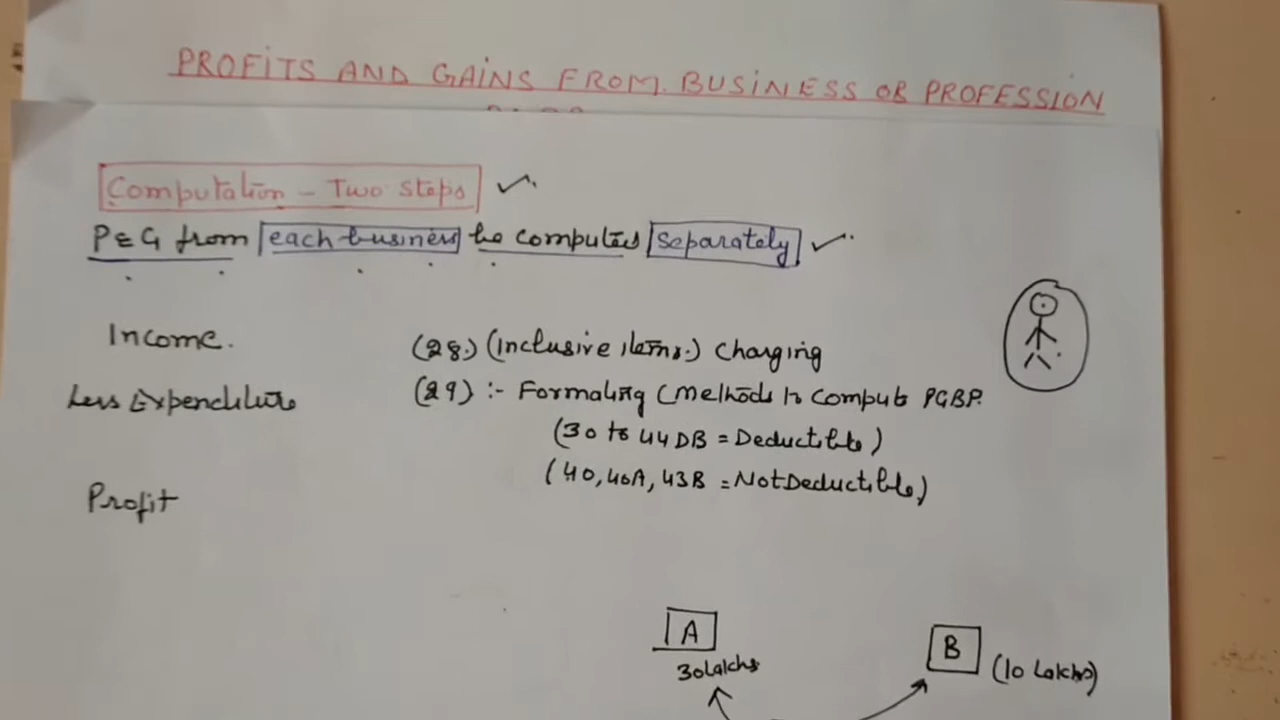 PROFITS AND GAINS FROM BUSINESS OR PROFESSION
Computation - Two Steps
P&G from each business be computed separately
Income.
(28.) (Inclusive items.) Charging
Less Expenditure
(29) :- Formaling (Methods to Compute PGBP.
(30 to 44DB = Deductible)
(40, 40A, 43B = Not Deductible)
Profit
A
30 Lakhs
B
(10 Lakhs)